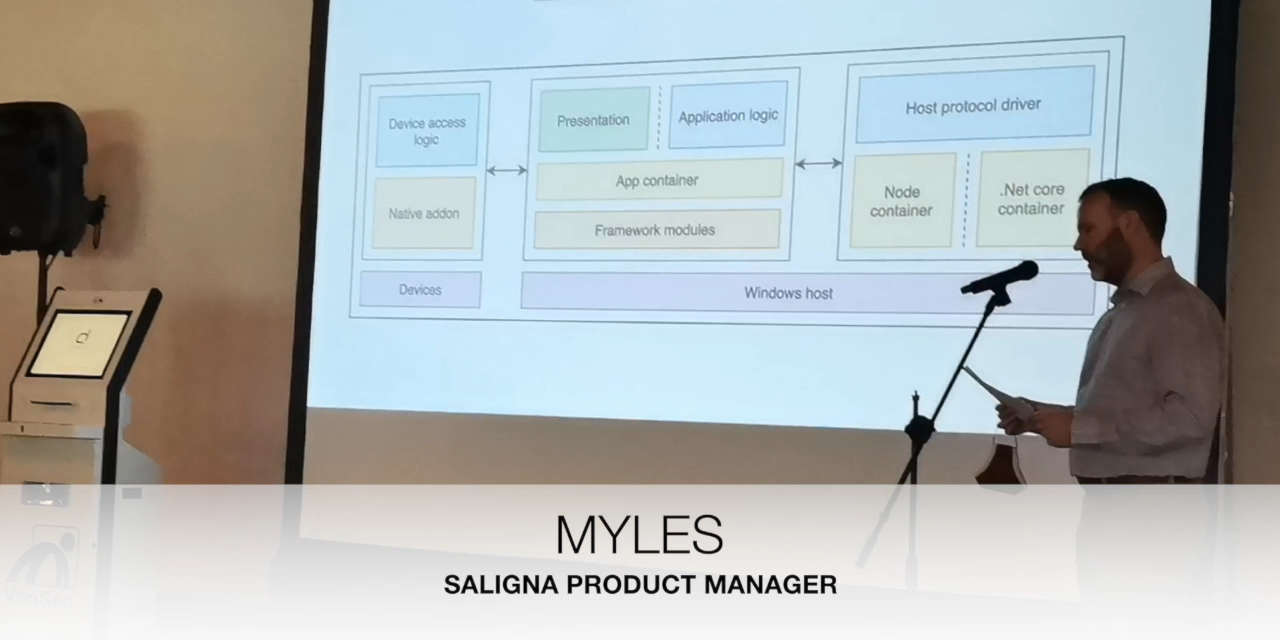 Device access
logic
Native addon
Devices
Presentation
Application logic
App container
Framework modules
Windows host
Host protocol driver
Node
container
.Net core
container
d
MYLES
SALIGNA PRODUCT MANAGER